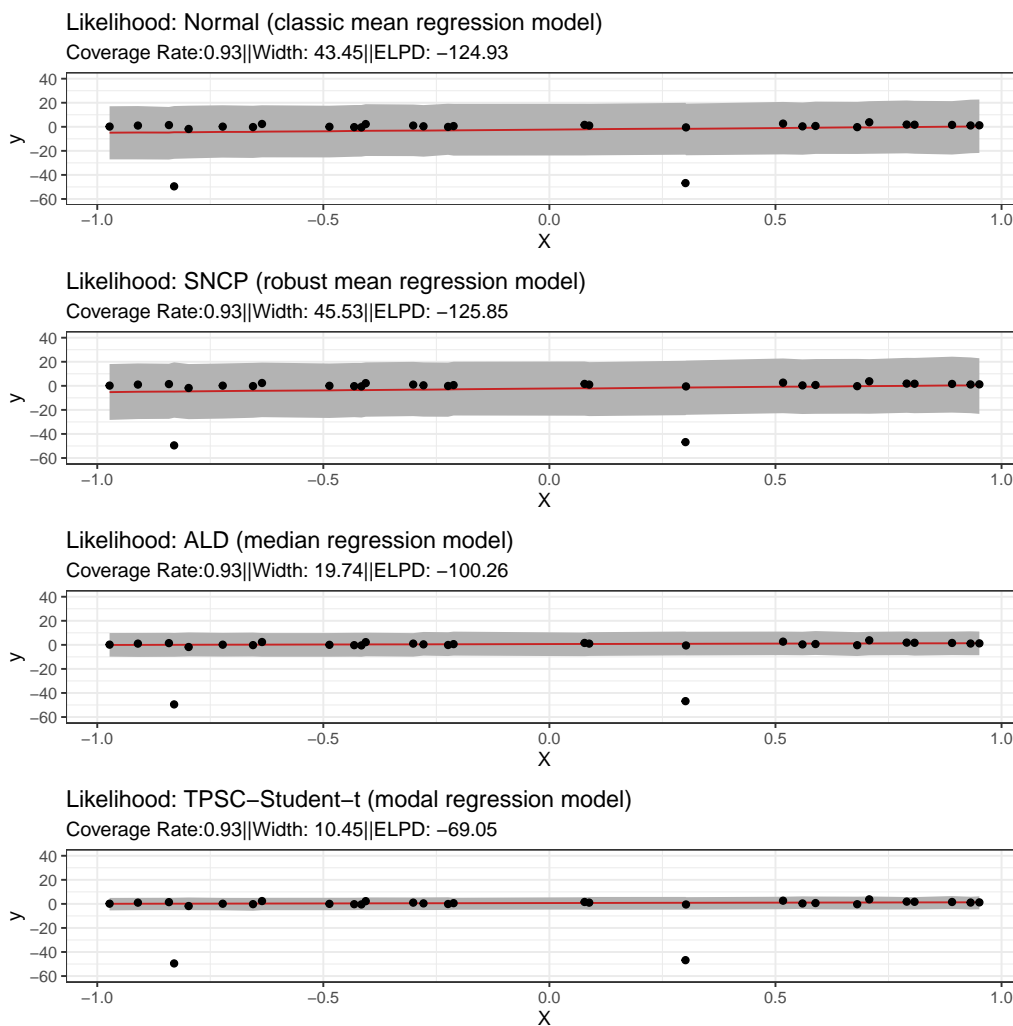 Likelihood: Normal (classic mean regression model)
Coverage Rate:0.93||Width: 43.45||ELPD: −124.93
40
20
0
−20
−40
−60
y
−1.0 −0.5 0.0 0.5 1.0
X
Likelihood: SNCP (robust mean regression model)
Coverage Rate:0.93||Width: 45.53||ELPD: −125.85
40
20
0
−20
−40
−60
y
−1.0 −0.5 0.0 0.5 1.0
X
Likelihood: ALD (median regression model)
Coverage Rate:0.93||Width: 19.74||ELPD: −100.26
40
20
0
−20
−40
−60
y
−1.0 −0.5 0.0 0.5 1.0
X
Likelihood: TPSC−Student−t (modal regression model)
Coverage Rate:0.93||Width: 10.45||ELPD: −69.05
40
20
0
−20
−40
−60
y
−1.0 −0.5 0.0 0.5 1.0
X